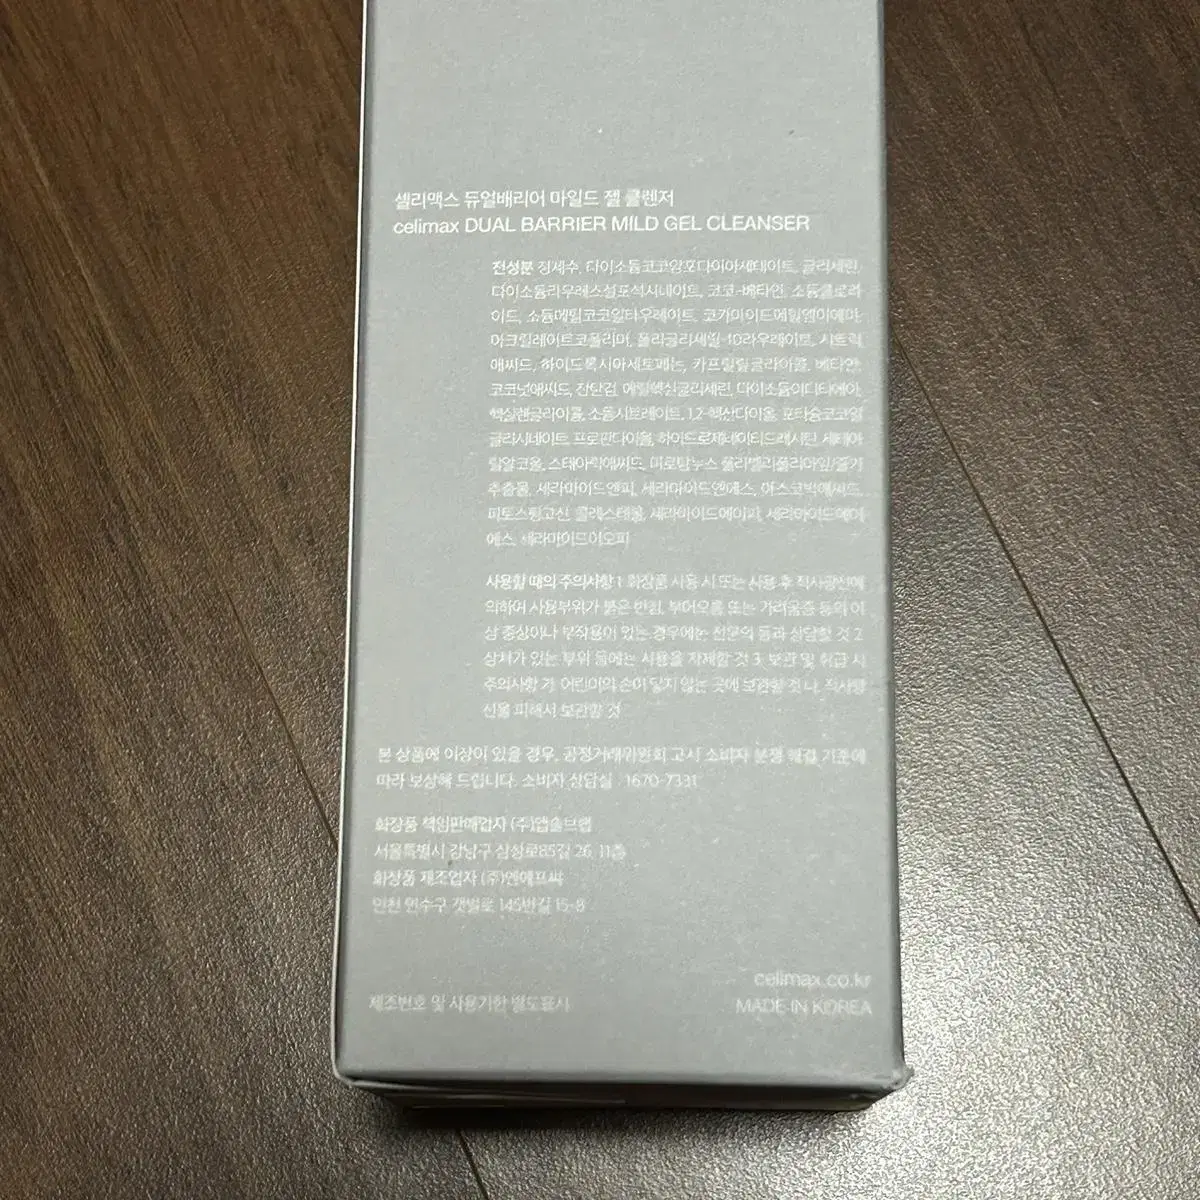 셀리맥스 듀얼배리어 마일드 젤 클렌저
celimax DUAL BARRIER MILD GEL CLEANSER
전성분 정제수, 다이소듐코코암포다이아세테이트, 글리세린,
다이소듐라우레스설포석시네이트, 코코-베타인, 소듐클로라
이드, 소듐메틸코코일타우레이트, 코카마이드메틸엠이에이,
아크릴레이트코폴리머, 폴리글리세릴-10라우레이트, 시트릭
애씨드, 하이드록시아세토페논, 카프릴릴글라이콜, 베타인,
코코넛애씨드, 잔탄검, 에틸헥실글리세린, 다이소듐이디티에이,
헥실렌글라이콜, 소듐시트레이트, 1,2-헥산다이올, 포타슘코코일
글리시네이트, 프로판다이올, 하이드로제네이티드레시틴, 세테아
릴알코올, 스테아릭애씨드, 미로탐누스 플라벨리폴리아잎/줄기
추출물, 세라마이드엔피, 세라마이드엔에스, 아스코빅애씨드,
피토스핑고신, 콜레스테롤, 세라마이드에이피, 세라마이드에이
에스, 세라마이드이오피
사용할 때의 주의사항 1. 화장품 사용 시 또는 사용 후 직사광선에
의하여 사용부위가 붉은 반점, 부어오름 또는 가려움증 등의 이
상 증상이나 부작용이 있는 경우에는 전문의 등과 상담할 것 2.
상처가 있는 부위 등에는 사용을 자제할 것 3. 보관 및 취급 시
주의사항 가. 어린이의 손이 닿지 않는 곳에 보관할 것 나. 직사광
선을 피해서 보관할 것
본 상품에 이상이 있을 경우, 공정거래위원회 고시 소비자 분쟁 해결 기준에
따라 보상해 드립니다. 소비자 상담실 1670-7331
화장품 책임판매업자 (주)앱솔브랩
서울특별시 강남구 삼성로85길 26, 11층
화장품 제조업자 (주)엔에프씨
인천 연수구 갯벌로 145번길 15-8
celimax.co.kr
제조번호 및 사용기한 별도표시
MADE IN KOREA